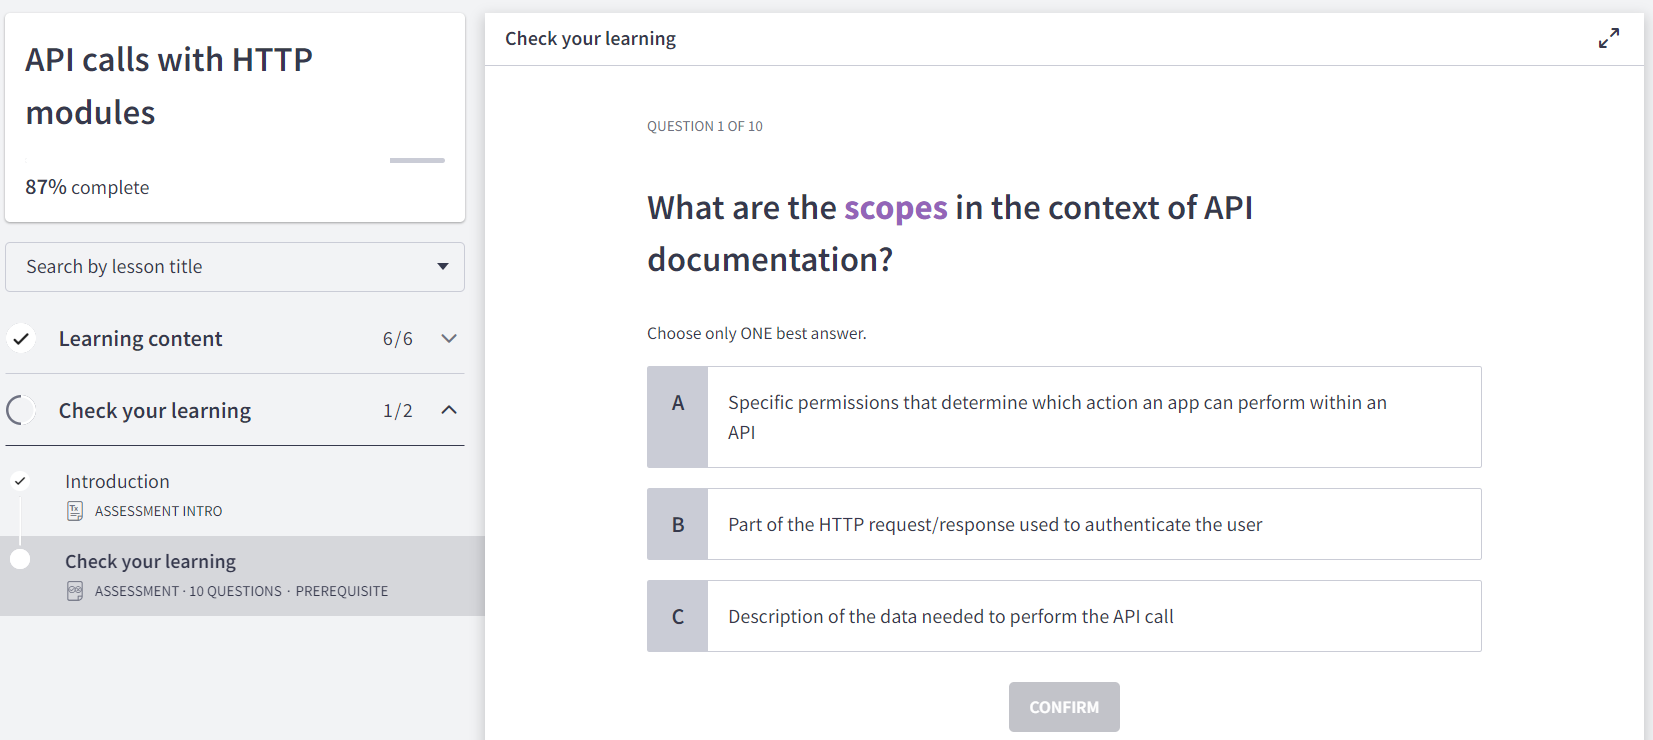 API calls with HTTP
modules
87% complete
Search by lesson title
Learning content 6/6
Check your learning 1/2
Introduction
ASSESSMENT INTRO
Check your learning
ASSESSMENT · 10 QUESTIONS · PREREQUISITE
Check your learning
QUESTION 1 OF 10
What are the scopes in the context of API
documentation?
Choose only ONE best answer.
A Specific permissions that determine which action an app can perform within an
API
B Part of the HTTP request/response used to authenticate the user
C Description of the data needed to perform the API call
CONFIRM